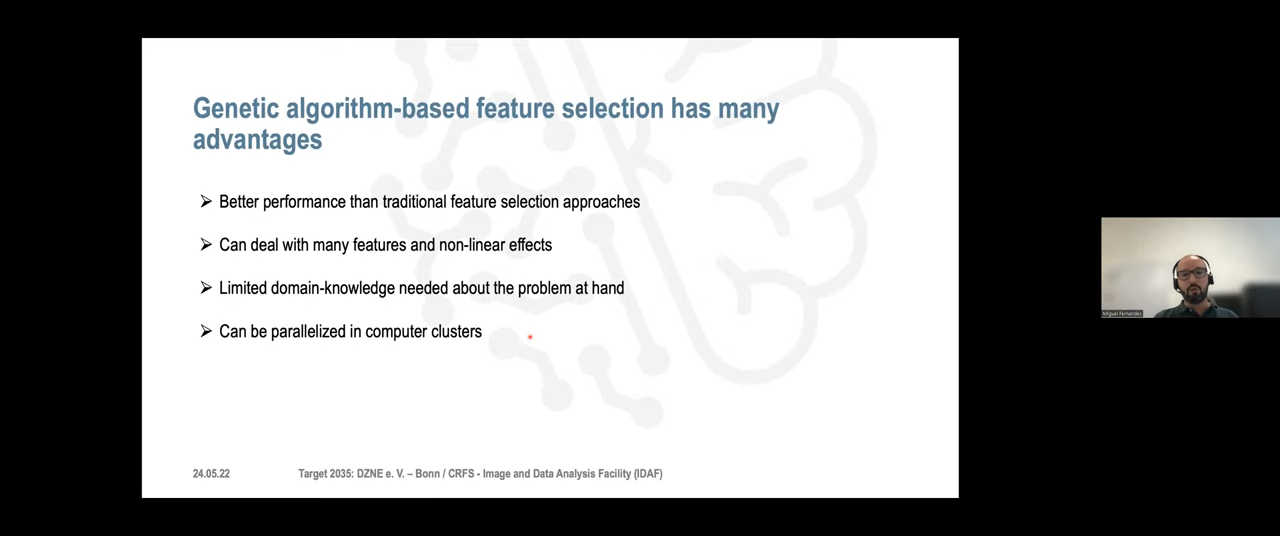 Genetic algorithm-based feature selection has many
advantages
➢ Better performance than traditional feature selection approaches
➢ Can deal with many features and non-linear effects
➢ Limited domain-knowledge needed about the problem at hand
➢ Can be parallelized in computer clusters
24.05.22 Target 2035: DZNE e. V. – Bonn / CRFS - Image and Data Analysis Facility (IDAF)
Miguel Fernandes